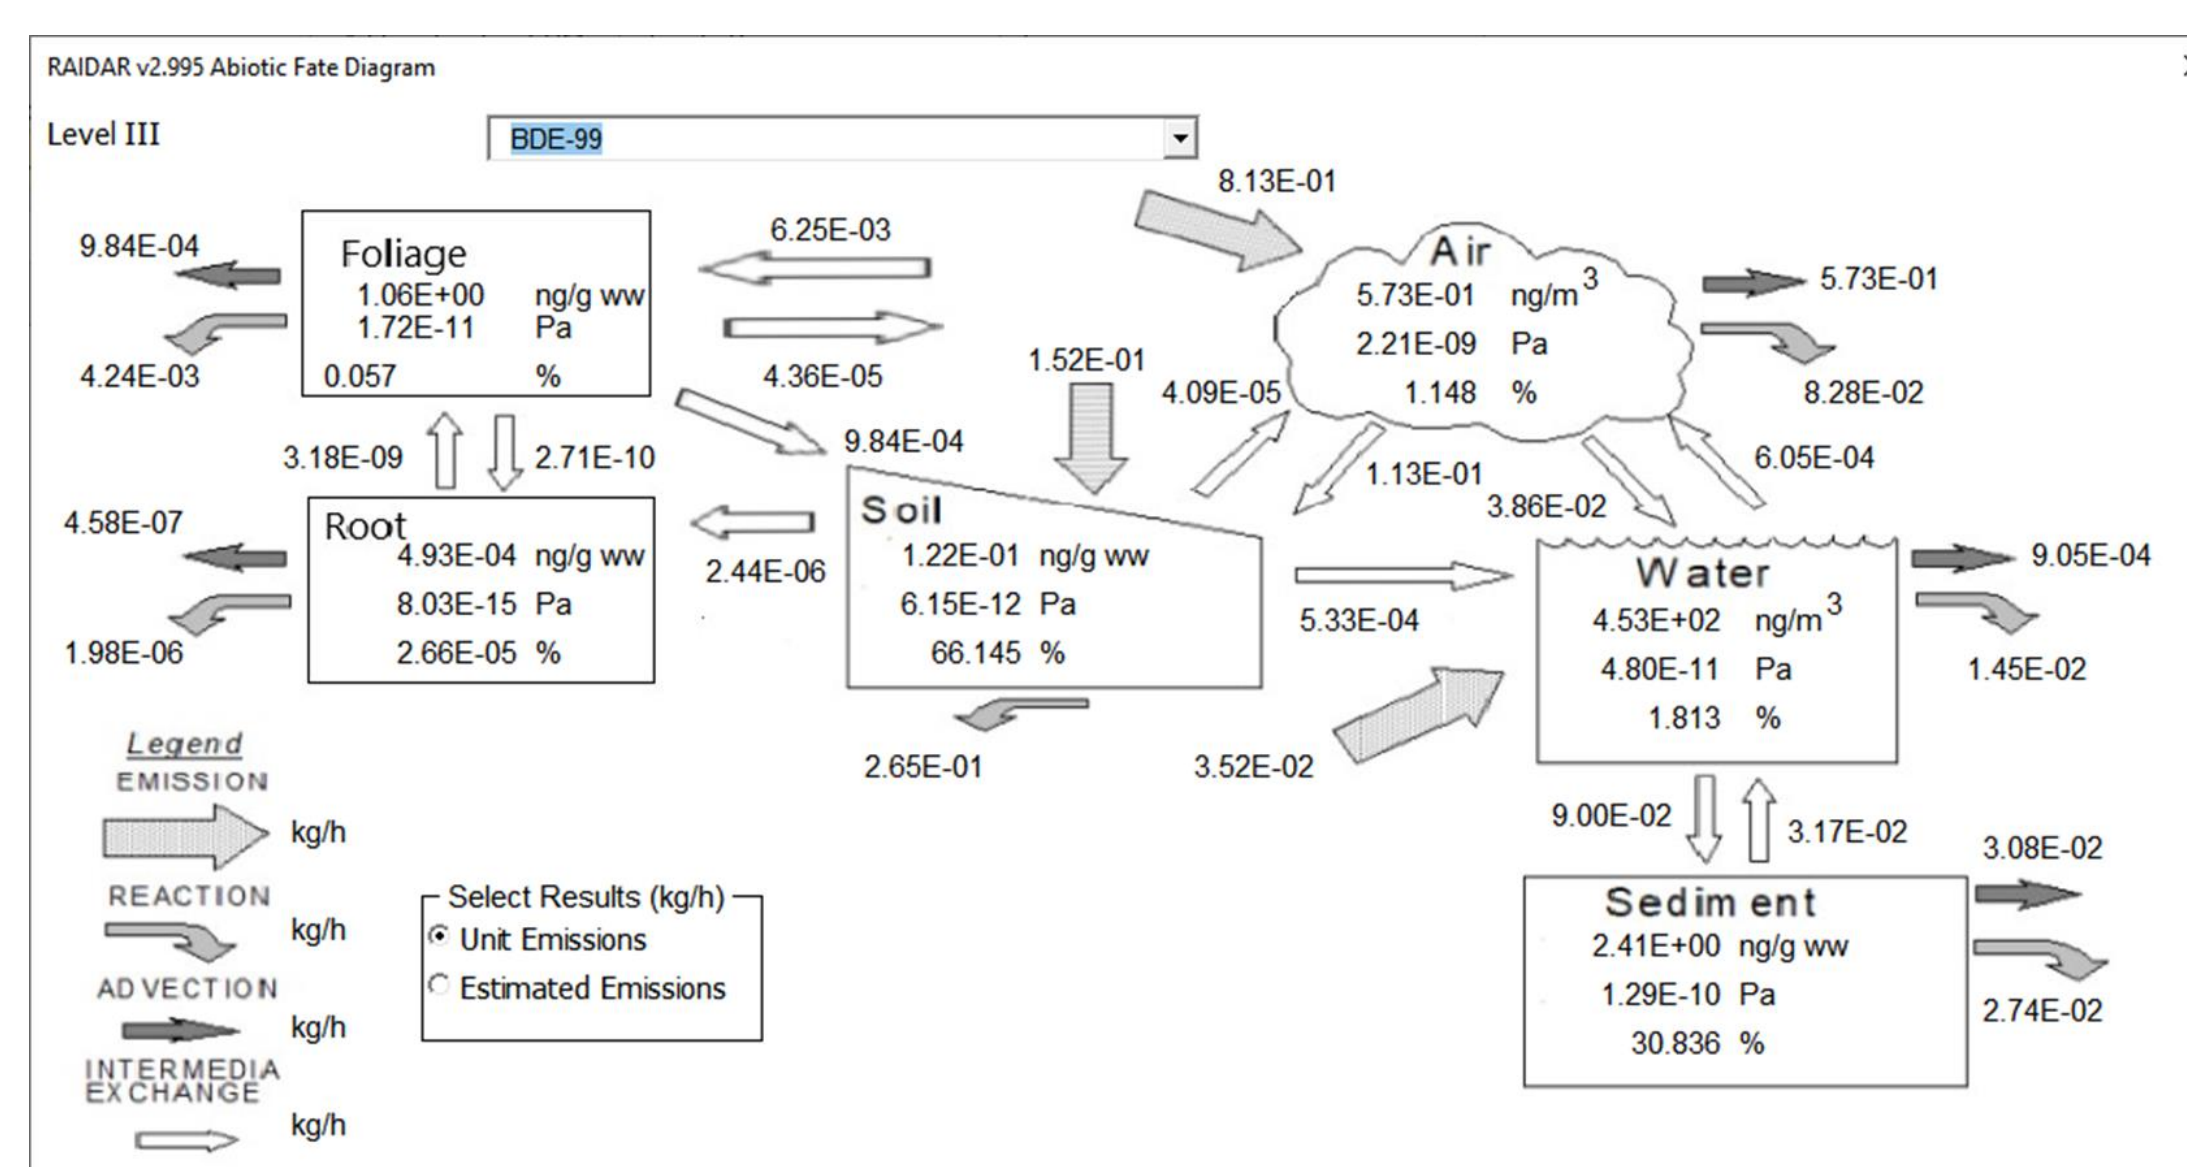 RAIDAR v2.995 Abiotic Fate Diagram
Level III
BDE-99
8.13E-01
9.84E-04
4.24E-03
Foliage
1.06E+00 ng/g ww
1.72E-11 Pa
0.057 %
6.25E-03
4.36E-05
Air
5.73E-01 ng/m3
2.21E-09 Pa
1.148 %
5.73E-01
8.28E-02
1.52E-01
4.09E-05
1.13E-01
3.86E-02
6.05E-04
3.18E-09
2.71E-10
9.84E-04
4.58E-07
1.98E-06
Root
4.93E-04 ng/g ww
8.03E-15 Pa
2.66E-05 %
2.44E-06
Soil
1.22E-01 ng/g ww
6.15E-12 Pa
66.145 %
2.65E-01
5.33E-04
3.52E-02
Water
4.53E+02 ng/m3
4.80E-11 Pa
1.813 %
9.05E-04
1.45E-02
9.00E-02
3.17E-02
Sediment
2.41E+00 ng/g ww
1.29E-10 Pa
30.836 %
3.08E-02
2.74E-02
Legend
EMISSION
kg/h
REACTION
kg/h
ADVECTION
kg/h
INTERMEDIA
EXCHANGE
kg/h
Select Results (kg/h)
Unit Emissions
Estimated Emissions